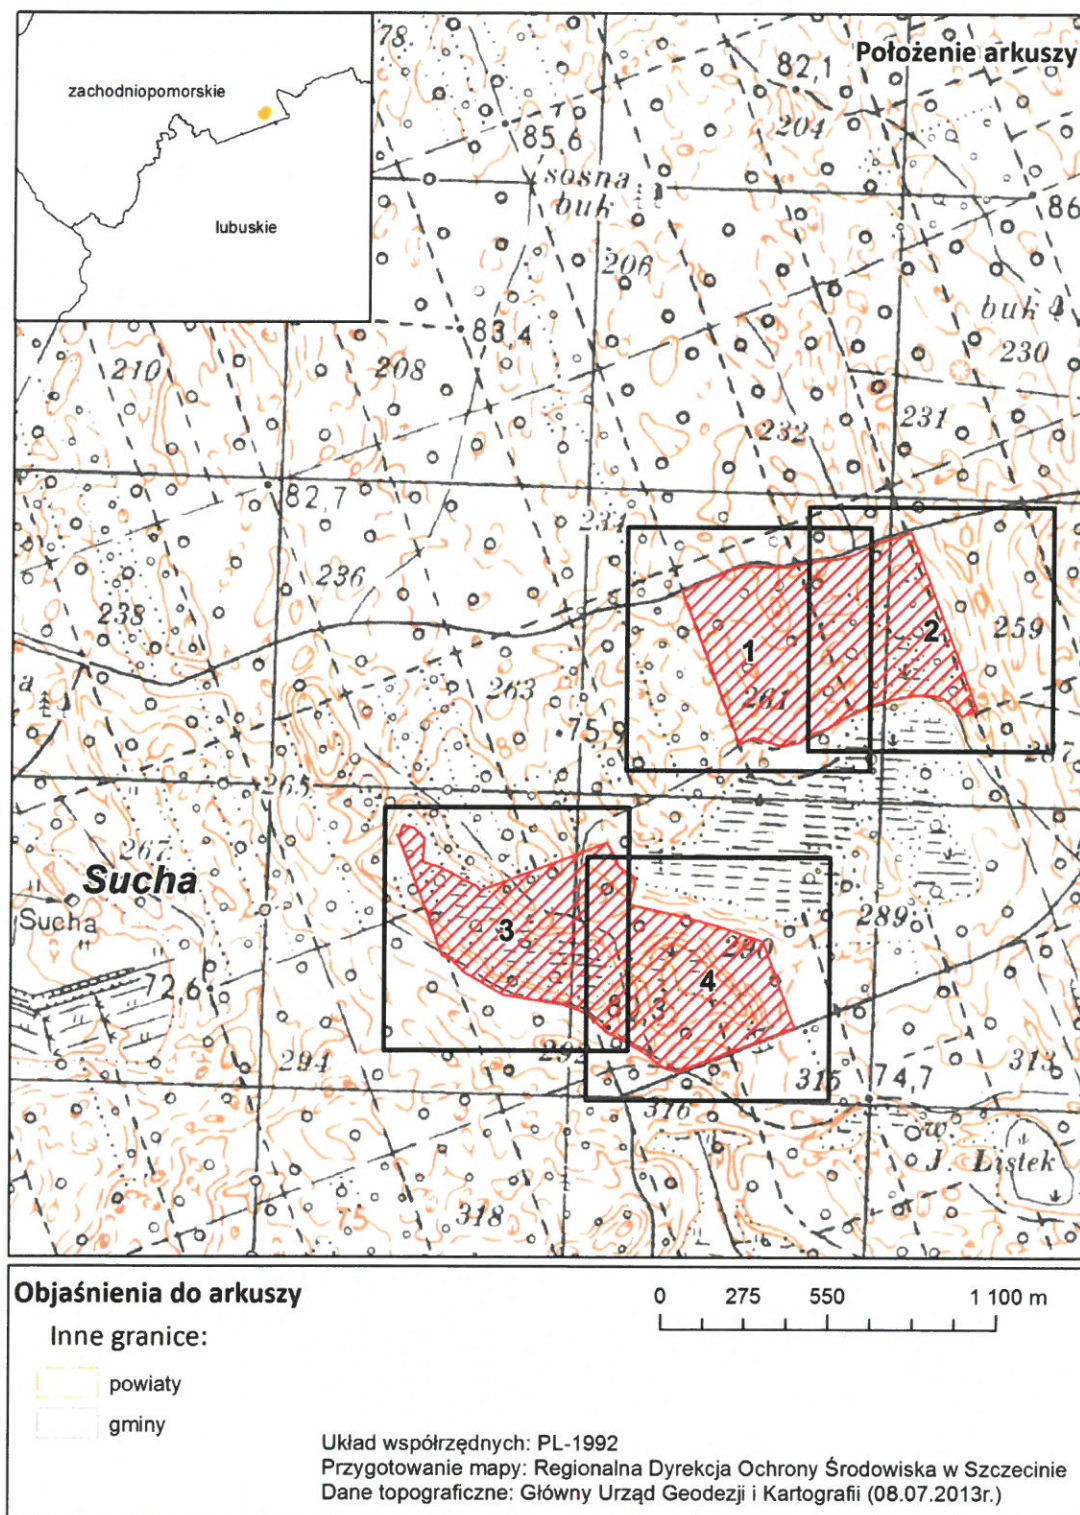 Położenie arkuszy
zachodniopomorskie
lubuskie
78
82,1
204
85,6
sosna
buk
86
206
buk
83,4
230
210
208
231
232
82,7
234
236
238
259
1
2
261
263
a
75,9
287
265
267
Sucha
Sucha
3
289
290
4
72,6
292
294
315
74,7
313
316
w
J. Listek
75
318
Objaśnienia do arkuszy
Inne granice:
powiaty
gminy
0 275 550 1 100 m
Układ współrzędnych: PL-1992
Przygotowanie mapy: Regionalna Dyrekcja Ochrony Środowiska w Szczecinie
Dane topograficzne: Główny Urząd Geodezji i Kartografii (08.07.2013r.)